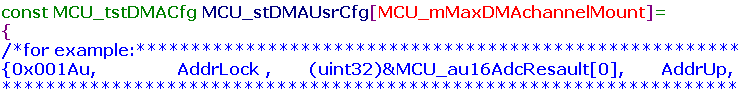 const MCU_tstDMACfg MCU_stDMAUsrCfg[MCU_mMaxDMAchannelMount]=
{
/*for example:*******************************************************
{0x001Au, AddrLock , (uint32)&MCU_au16AdcResault[0], AddrUp,
*******************************************************************